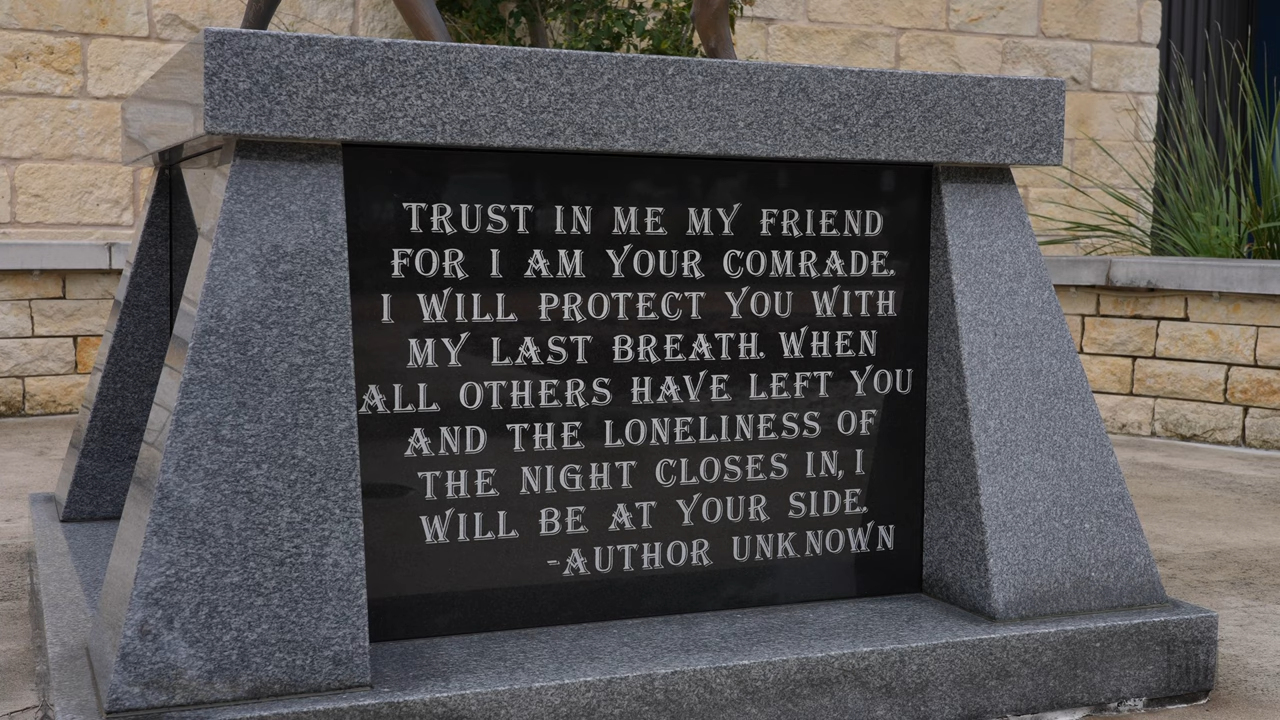 TRUST IN ME MY FRIEND
FOR I AM YOUR COMRADE.
I WILL PROTECT YOU WITH
MY LAST BREATH. WHEN
ALL OTHERS HAVE LEFT YOU
AND THE LONELINESS OF
THE NIGHT CLOSES IN, I
WILL BE AT YOUR SIDE.
-AUTHOR UNKNOWN